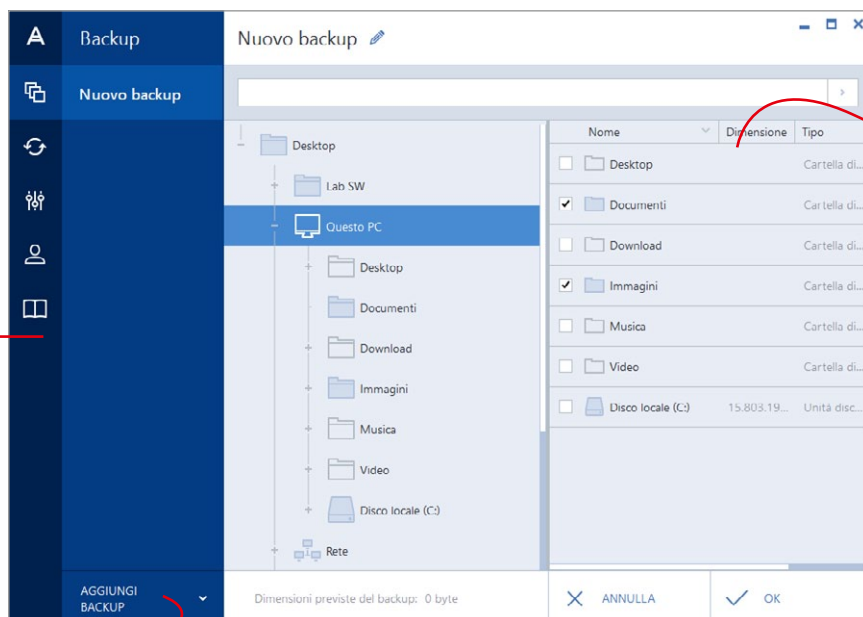 Backup
Nuovo backup
Nuovo backup
Desktop
Lab SW
Questo PC
Desktop
Documenti
Download
Immagini
Musica
Video
Disco locale (C:)
Rete
Nome Dimensione Tipo
Desktop Cartella di...
Documenti Cartella di...
Download Cartella di...
Immagini Cartella di...
Musica Cartella di...
Video Cartella di...
Disco locale (C:) 15.803.19... Unità disc...
AGGIUNGI
BACKUP
Dimensioni previste del backup: 0 byte
ANNULLA
OK